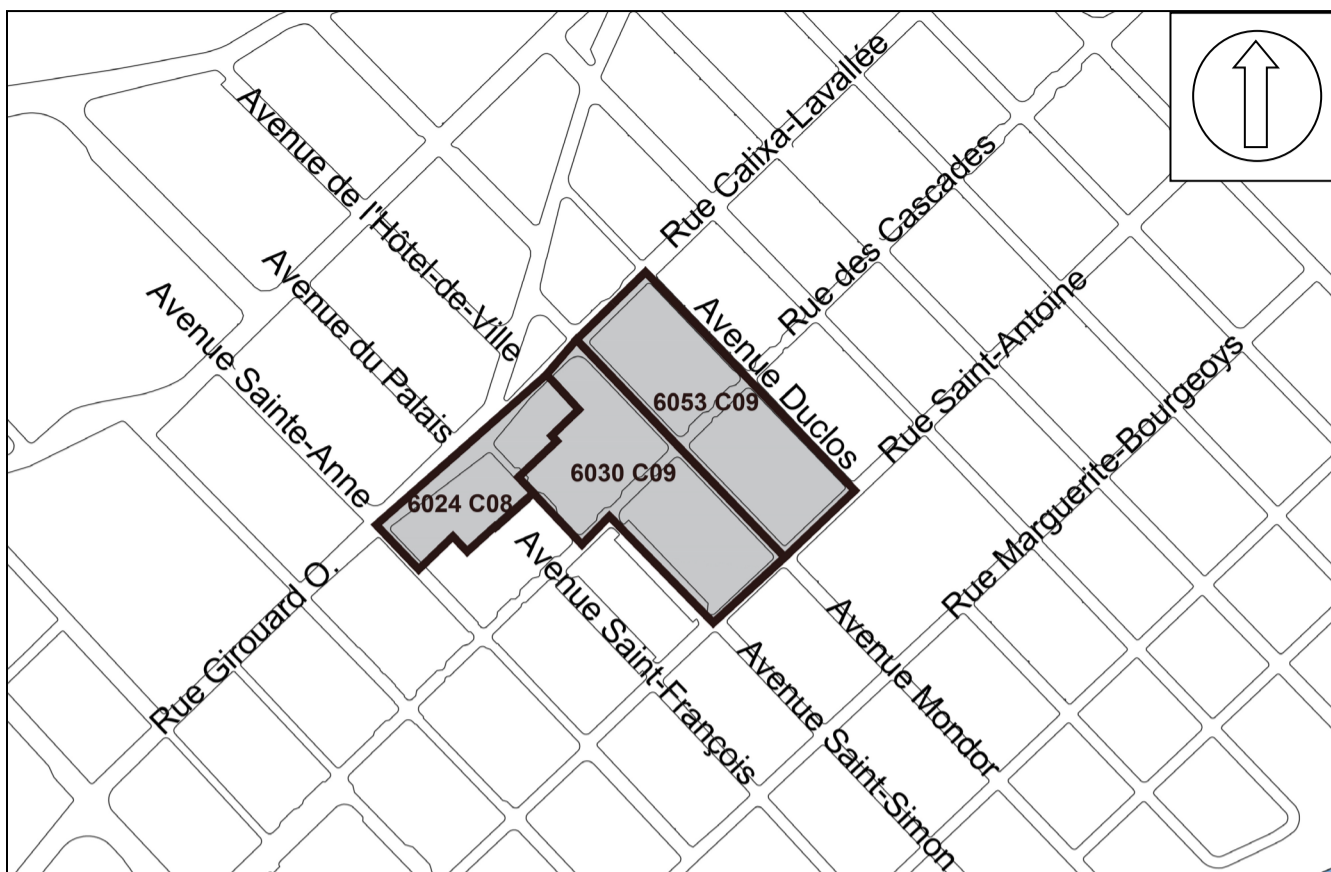 Rue Calixa-Lavallée
Avenue de l'Hôtel-de-Ville
Rue des Cascades
Avenue du Palais
Avenue Sainte-Anne
Avenue Duclos
Rue Saint-Antoine
Rue Marguerite-Bourgeoys
6053 C09
6030 C09
6024 C08
Rue Girouard O.
Avenue Saint-François
Avenue Mondor
Avenue Saint-Simon